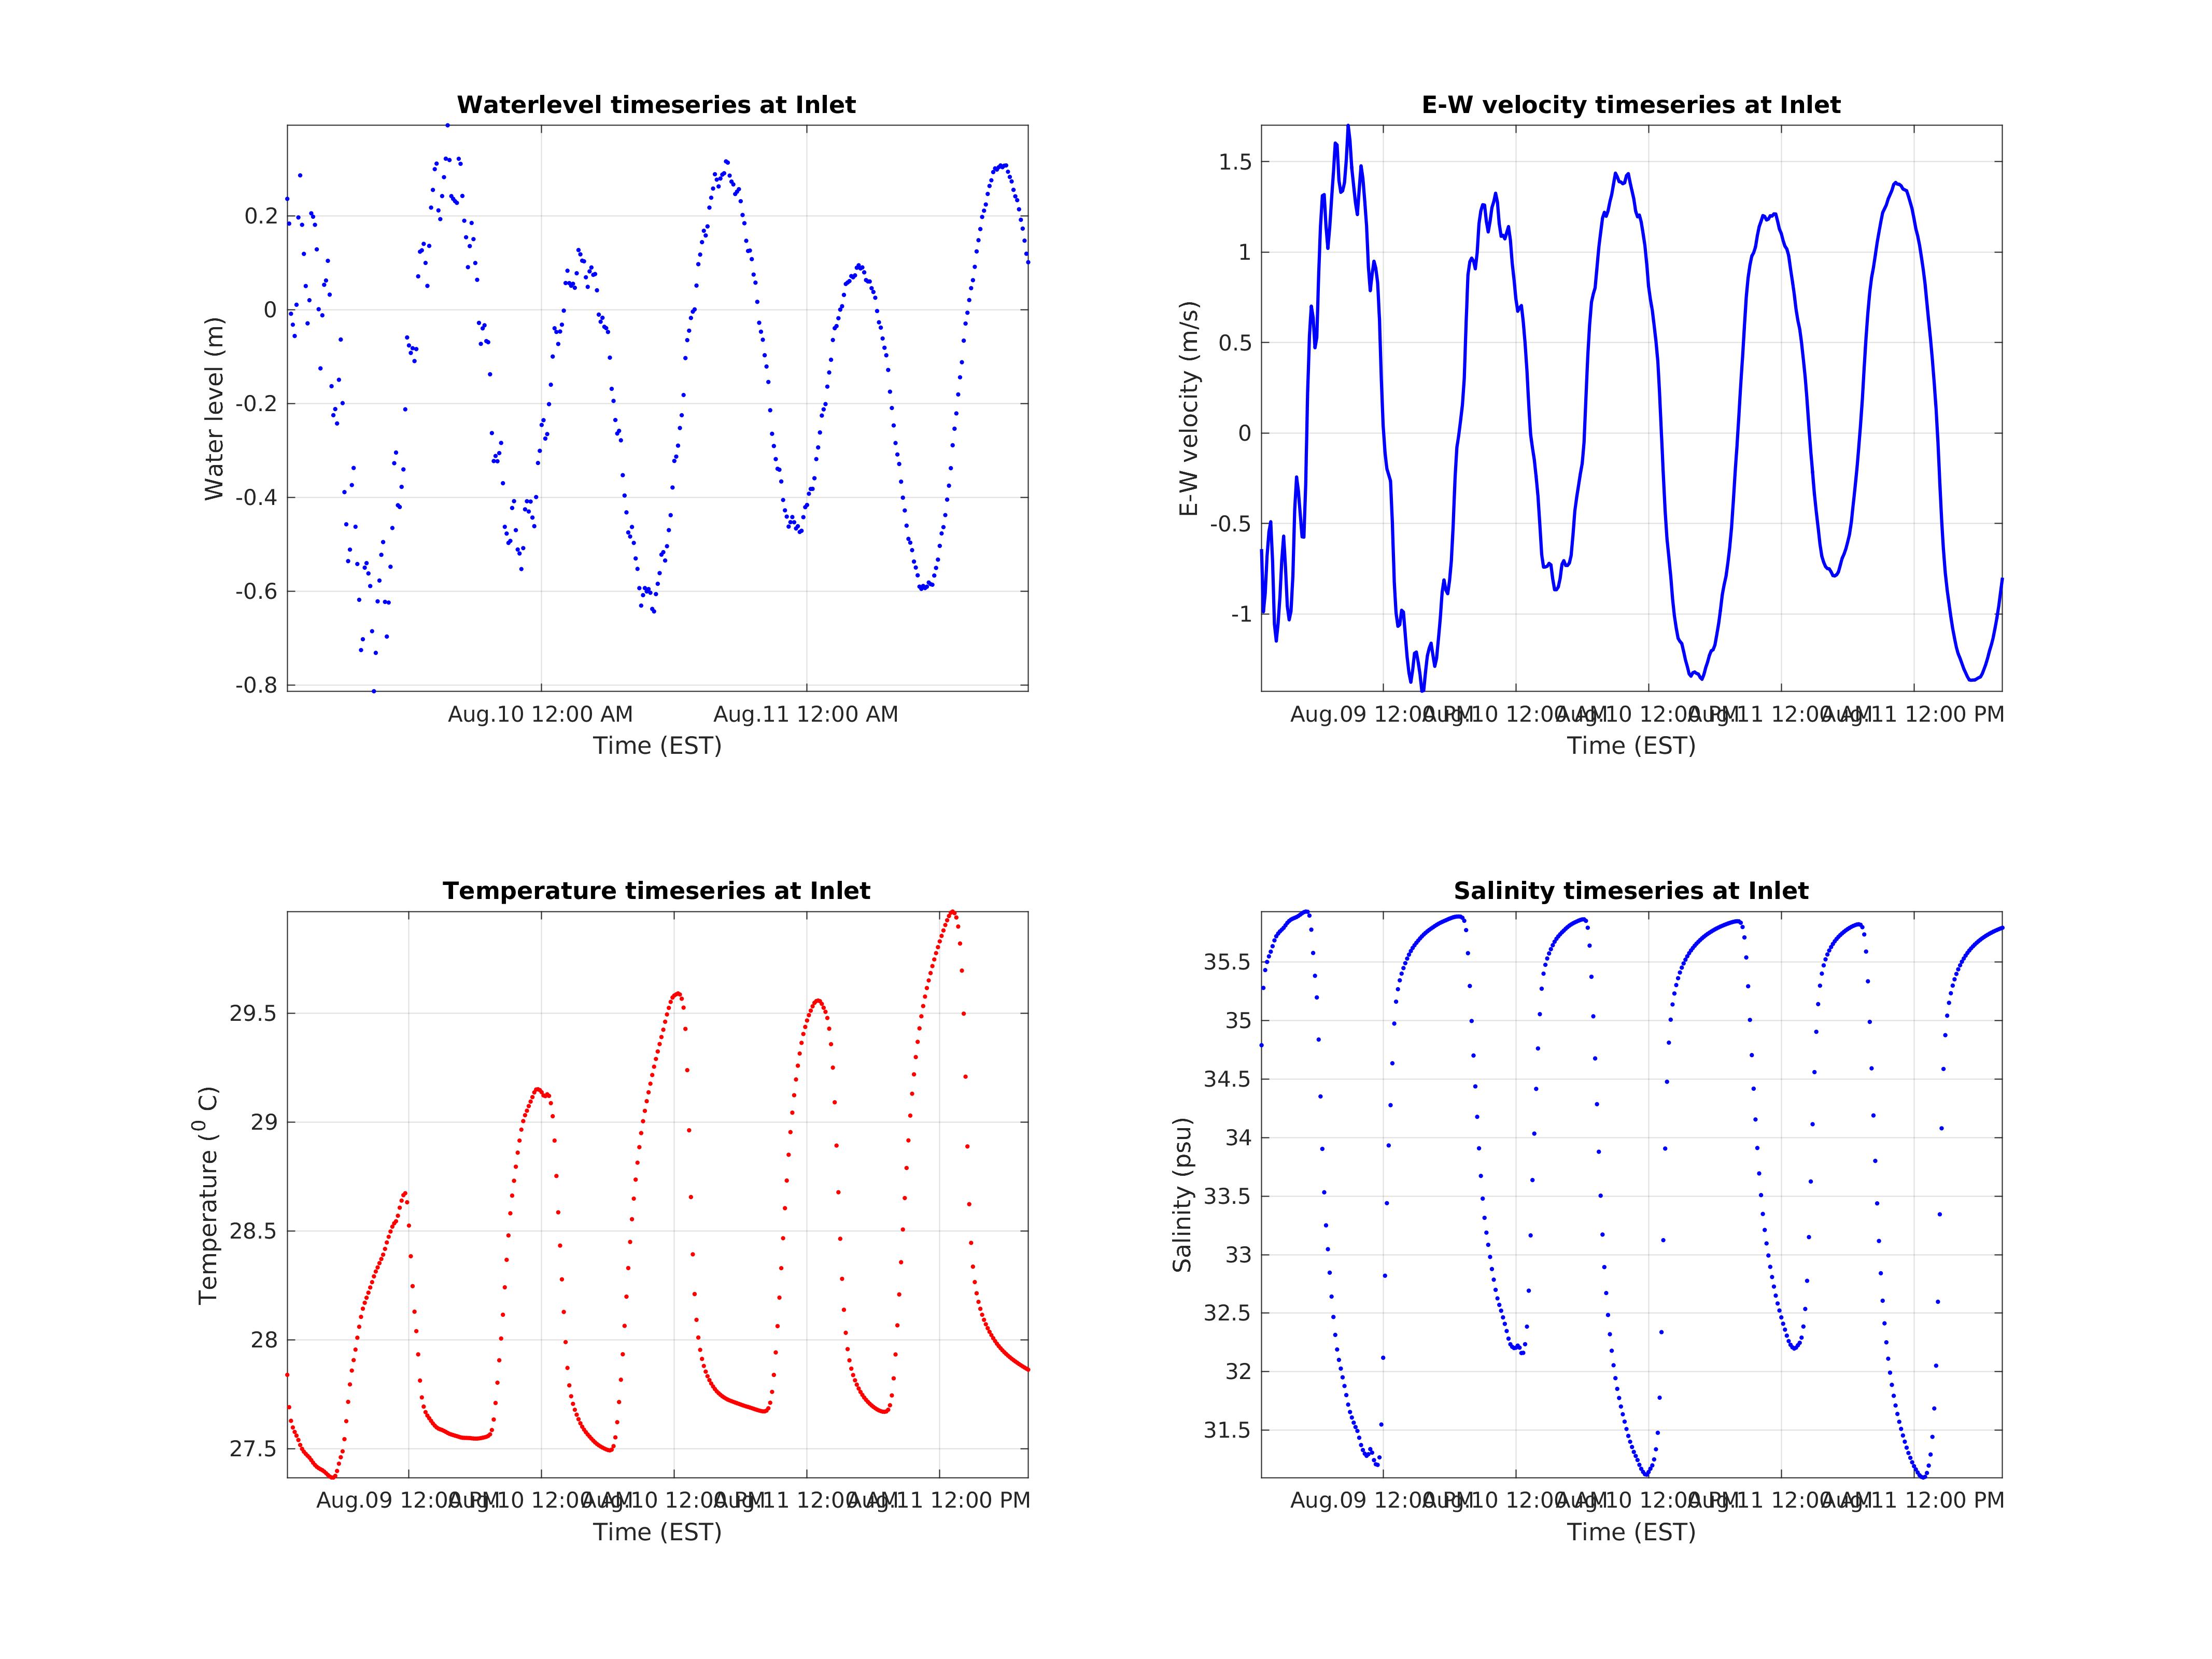 Waterlevel timeseries at Inlet
0.2
0
-0.2
-0.4
-0.6
-0.8
Water level (m)
Aug.10 12:00 AM Aug.11 12:00 AM
Time (EST)
E-W velocity timeseries at Inlet
1.5
1
0.5
0
-0.5
-1
E-W velocity (m/s)
Aug.09 12:00 PM Aug.10 12:00 AM Aug.10 12:00 PM Aug.11 12:00 AM Aug.11 12:00 PM
Time (EST)
Temperature timeseries at Inlet
29.5
29
28.5
28
27.5
Temperature (⁰ C)
Aug.09 12:00 PM Aug.10 12:00 AM Aug.10 12:00 PM Aug.11 12:00 AM Aug.11 12:00 PM
Time (EST)
Salinity timeseries at Inlet
35.5
35
34.5
34
33.5
33
32.5
32
31.5
Salinity (psu)
Aug.09 12:00 PM Aug.10 12:00 AM Aug.10 12:00 PM Aug.11 12:00 AM Aug.11 12:00 PM
Time (EST)